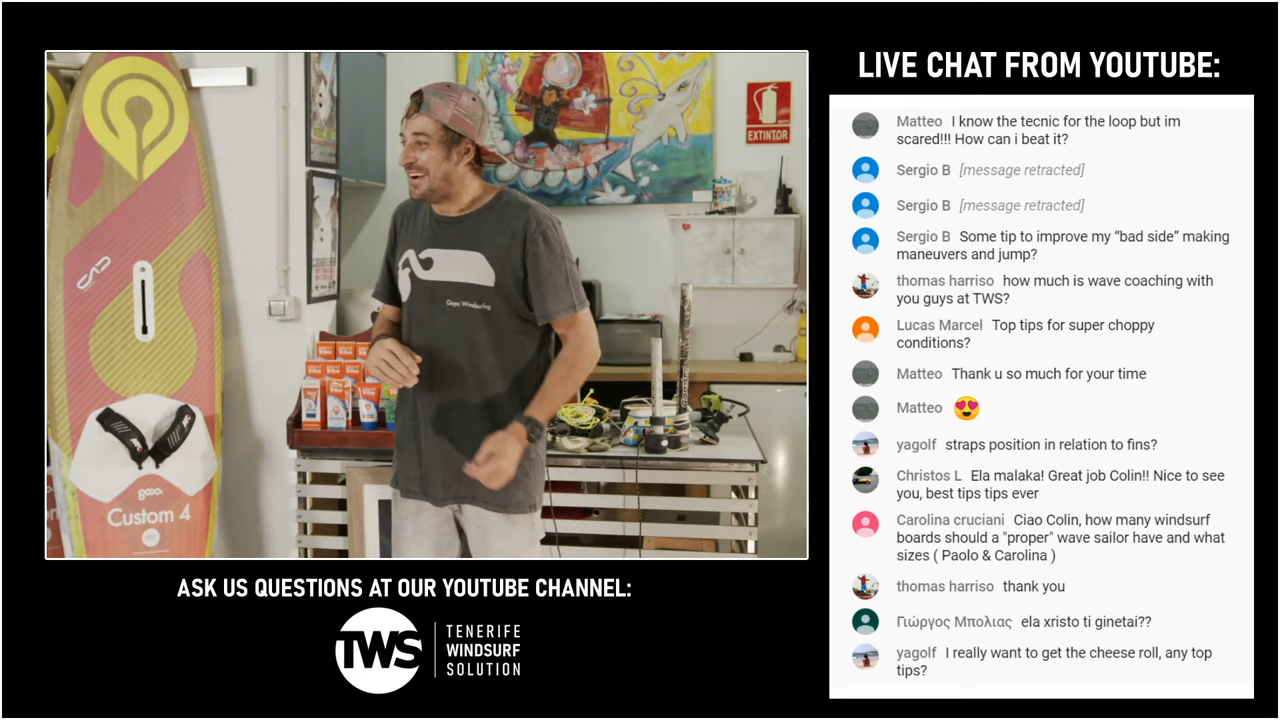 LIVE CHAT FROM YOUTUBE:
Matteo I know the tecnic for the loop but im
scared!!! How can i beat it?
Sergio B [message retracted]
Sergio B [message retracted]
Sergio B Some tip to improve my “bad side” making
maneuvers and jump?
thomas harriso how much is wave coaching with
you guys at TWS?
Lucas Marcel Top tips for super choppy
conditions?
Matteo Thank u so much for your time
Matteo 😍
yagolf straps position in relation to fins?
Christos L Ela malaka! Great job Colin!! Nice to see
you, best tips tips ever
Carolina cruciani Ciao Colin, how many windsurf
boards should a "proper" wave sailor have and what
sizes ( Paolo & Carolina )
thomas harriso thank you
Γιώργος Μπολιας ela xristo ti ginetai??
yagolf I really want to get the cheese roll, any top
tips?
EXTINTOR
Gaya Windsurfing
gaya
Custom 4
ASK US QUESTIONS AT OUR YOUTUBE CHANNEL:
TWS
TENERIFE
WINDSURF
SOLUTION